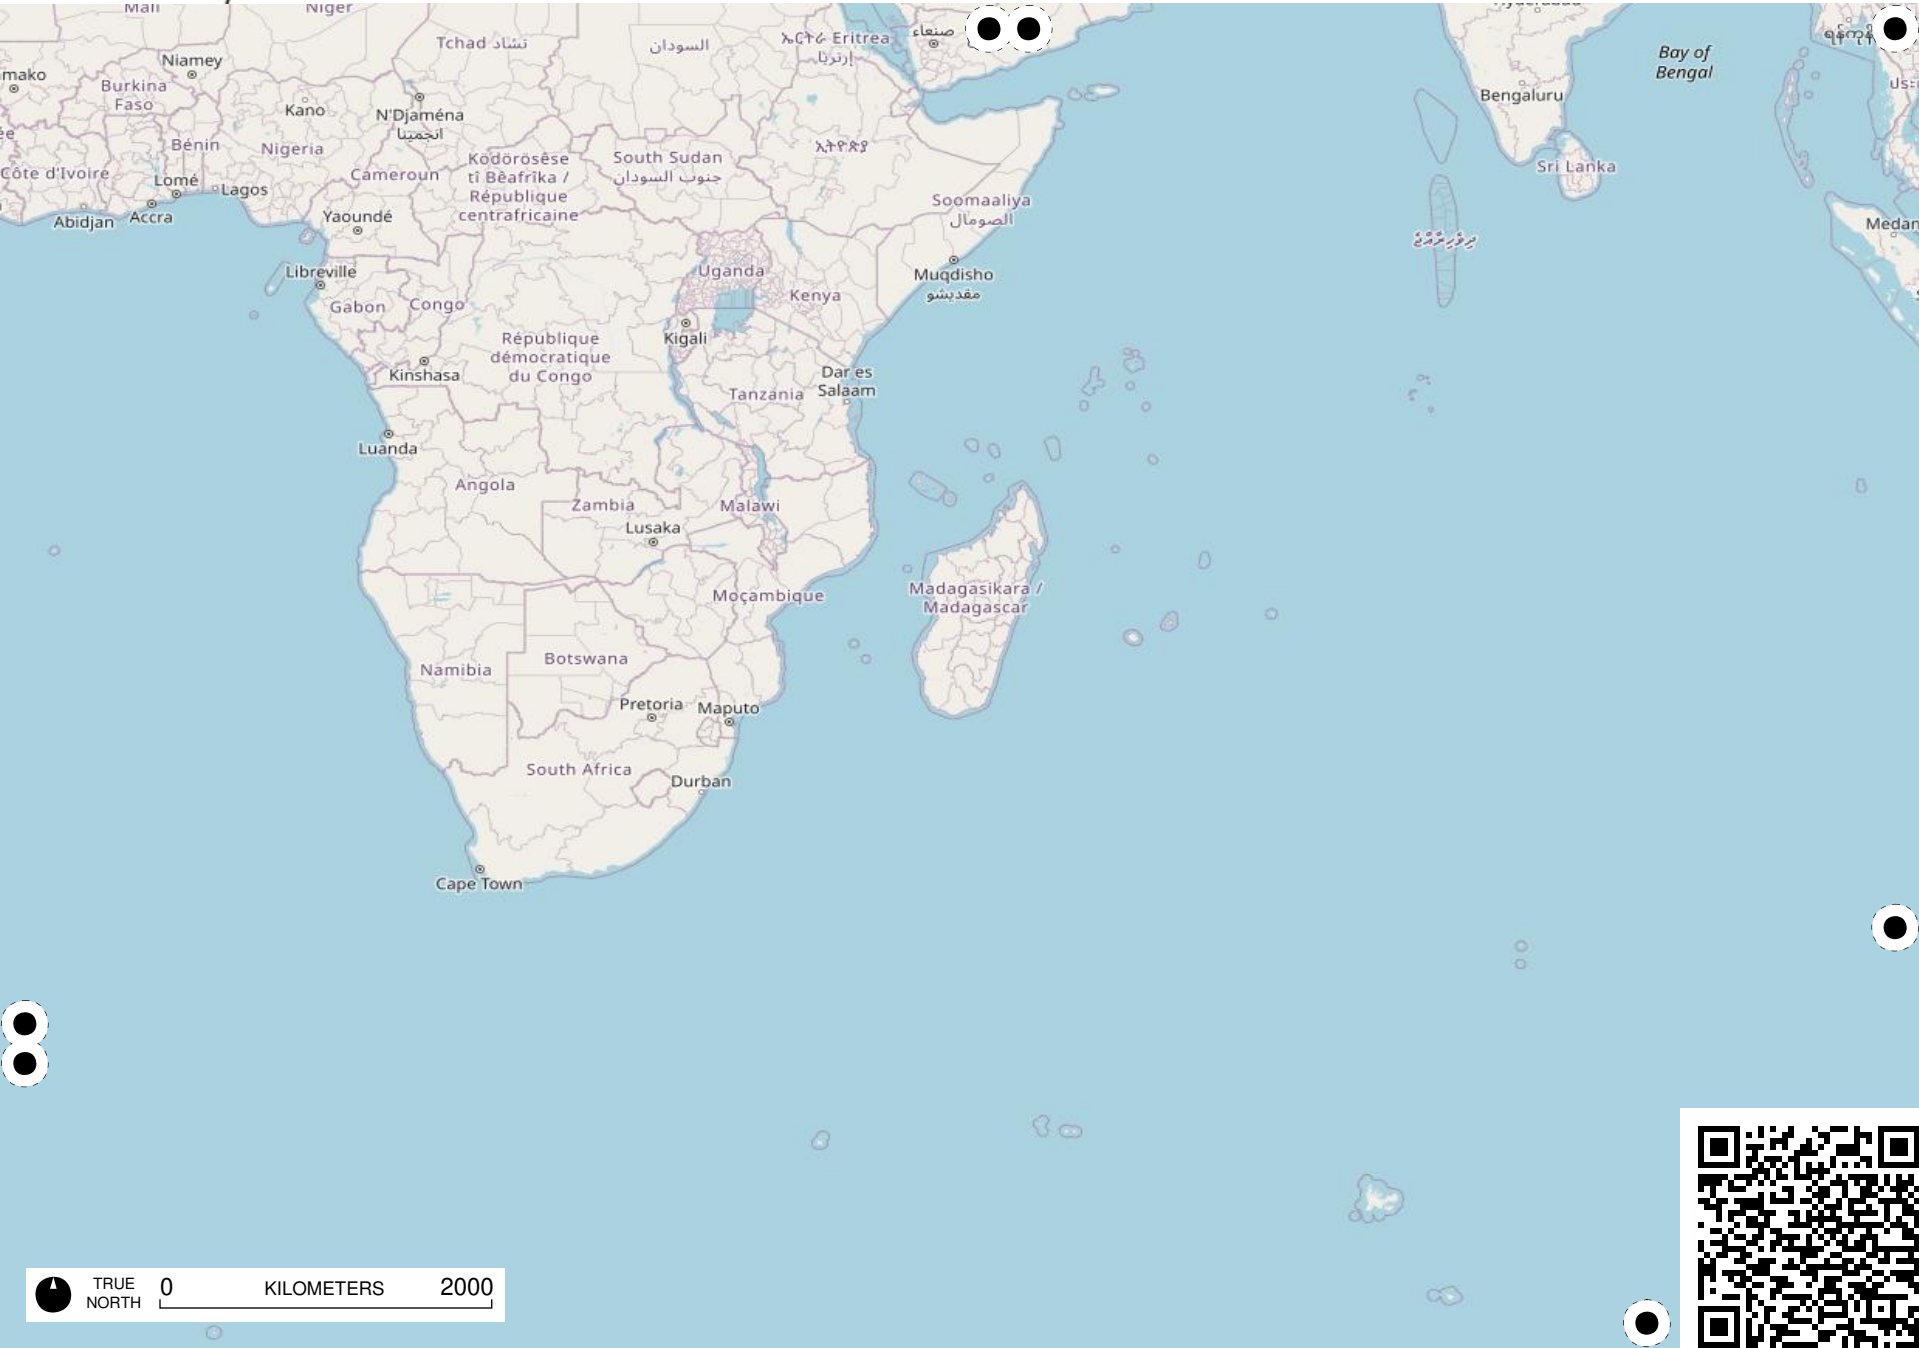 Mali
Niger
Tchad تشاد
السودان
ኤርትራ Eritrea
إرتريا
صنعاء
Bay of
Bengal
Niamey
Burkina
Faso
Kano
N'Djaména
انجمينا
Bengaluru
Bénin
Nigeria
ኢትዮጵያ
Côte d'Ivoire
Lomé
Lagos
Cameroun
Ködörösêse
tî Bêafrîka /
République
centrafricaine
South Sudan
جنوب السودان
Sri Lanka
Abidjan
Accra
Yaoundé
Soomaaliya
الصومال
Medan
Libreville
Uganda
Muqdisho
مقديشو
ދިވެހިރާއްޖެ
Gabon
Congo
Kenya
Kigali
République
démocratique
du Congo
Kinshasa
Dar es
Salaam
Tanzania
Luanda
Angola
Zambia
Malawi
Lusaka
Moçambique
Madagasikara /
Madagascar
Namibia
Botswana
Pretoria
Maputo
South Africa
Durban
Cape Town
TRUE
NORTH
0 KILOMETERS 2000